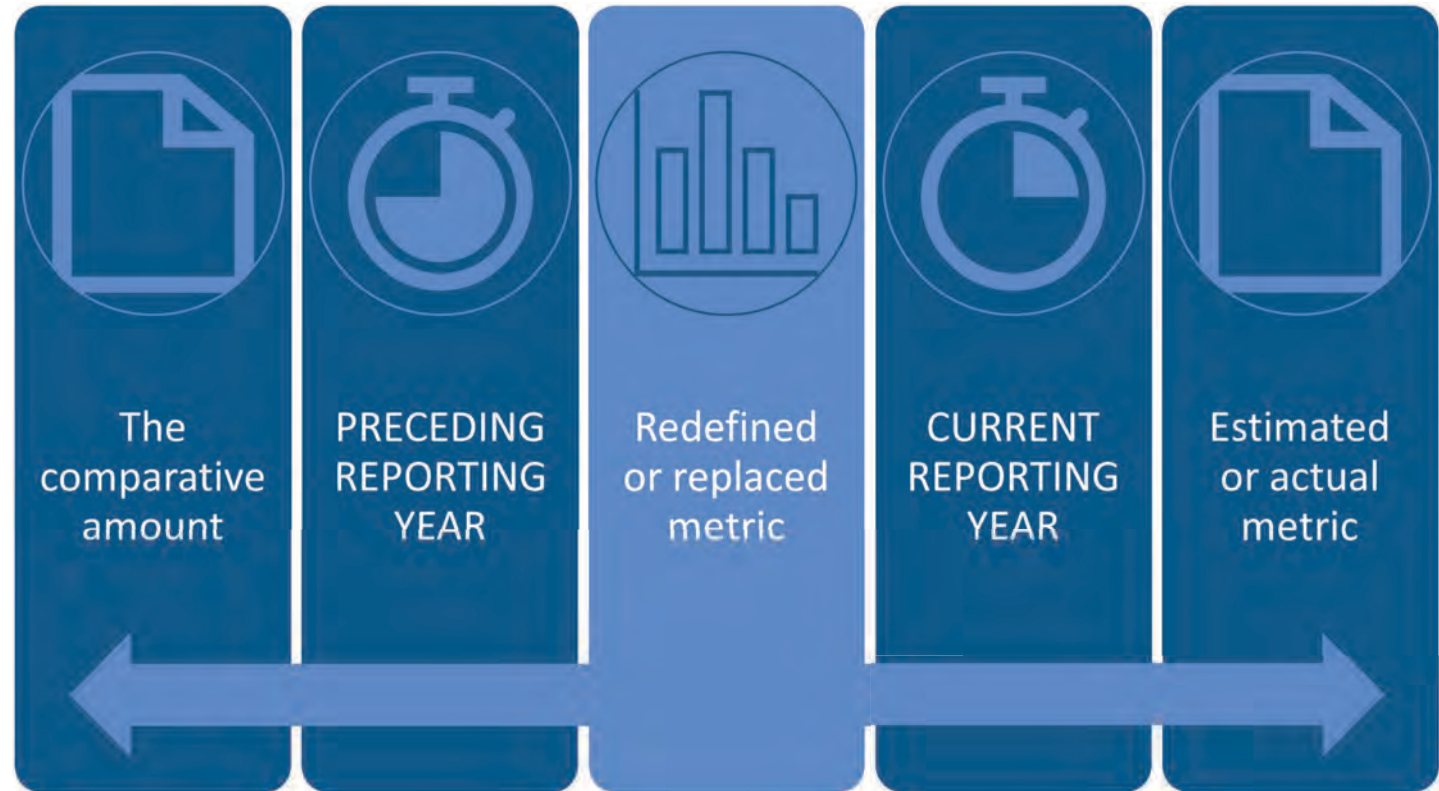 The
comparative
amount
PRECEDING
REPORTING
YEAR
Redefined
or replaced
metric
CURRENT
REPORTING
YEAR
Estimated
or actual
metric